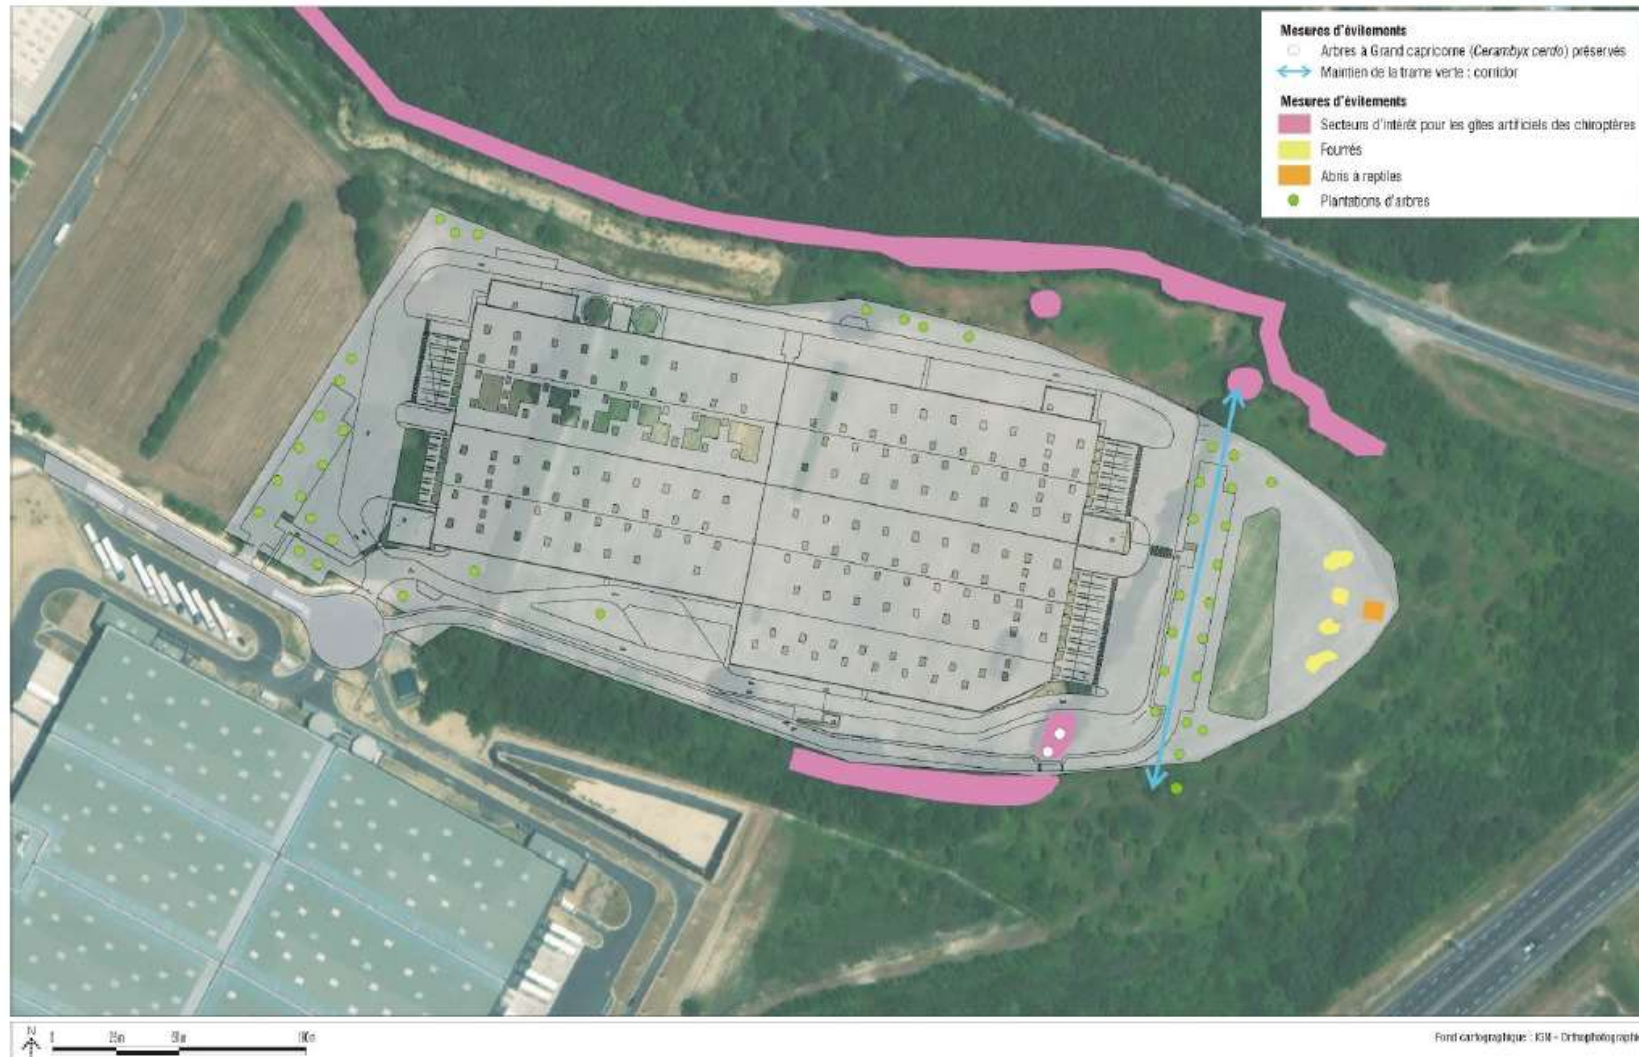 Mesures d'évitements
Arbres à Grand capricorne (Cerambyx cerdo) préservés
Maintien de la trame verte : corridor
Mesures d'évitements
Secteurs d'intérêt pour les gîtes artificiels des chiroptères
Fourrés
Abris à reptiles
Plantations d'arbres
N
0 25m 50m 100m
Fond cartographique : IGN - Orthophotographie